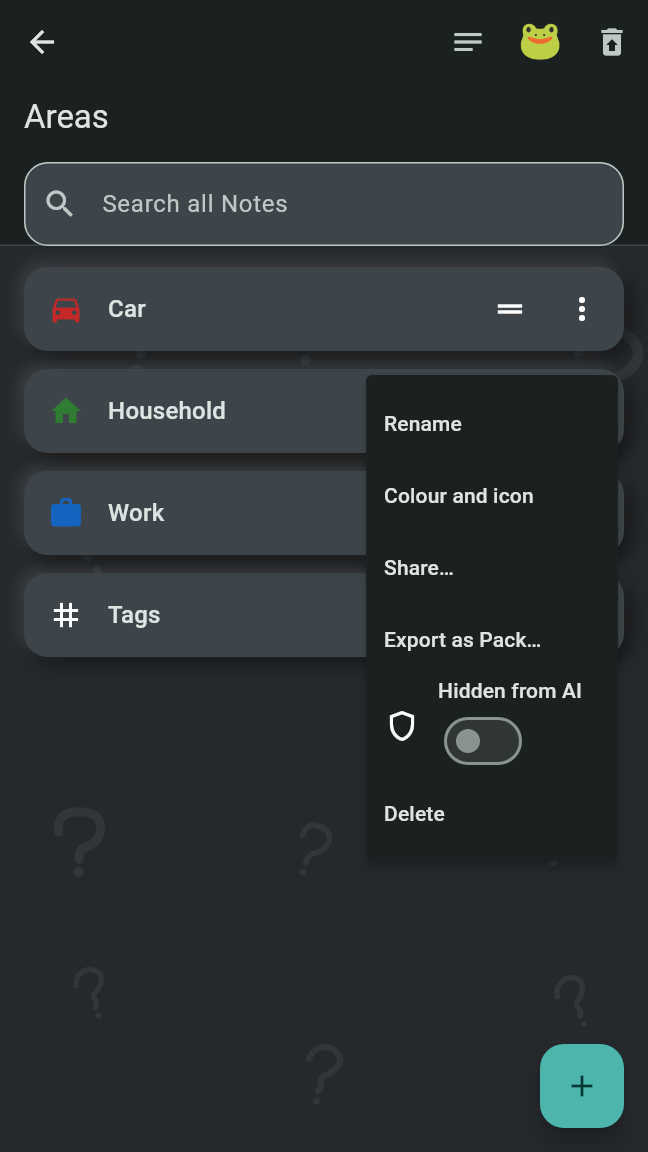 Areas
Search all Notes
Car
Household
Work
Tags
Rename
Colour and icon
Share…
Export as Pack…
Hidden from AI
Delete